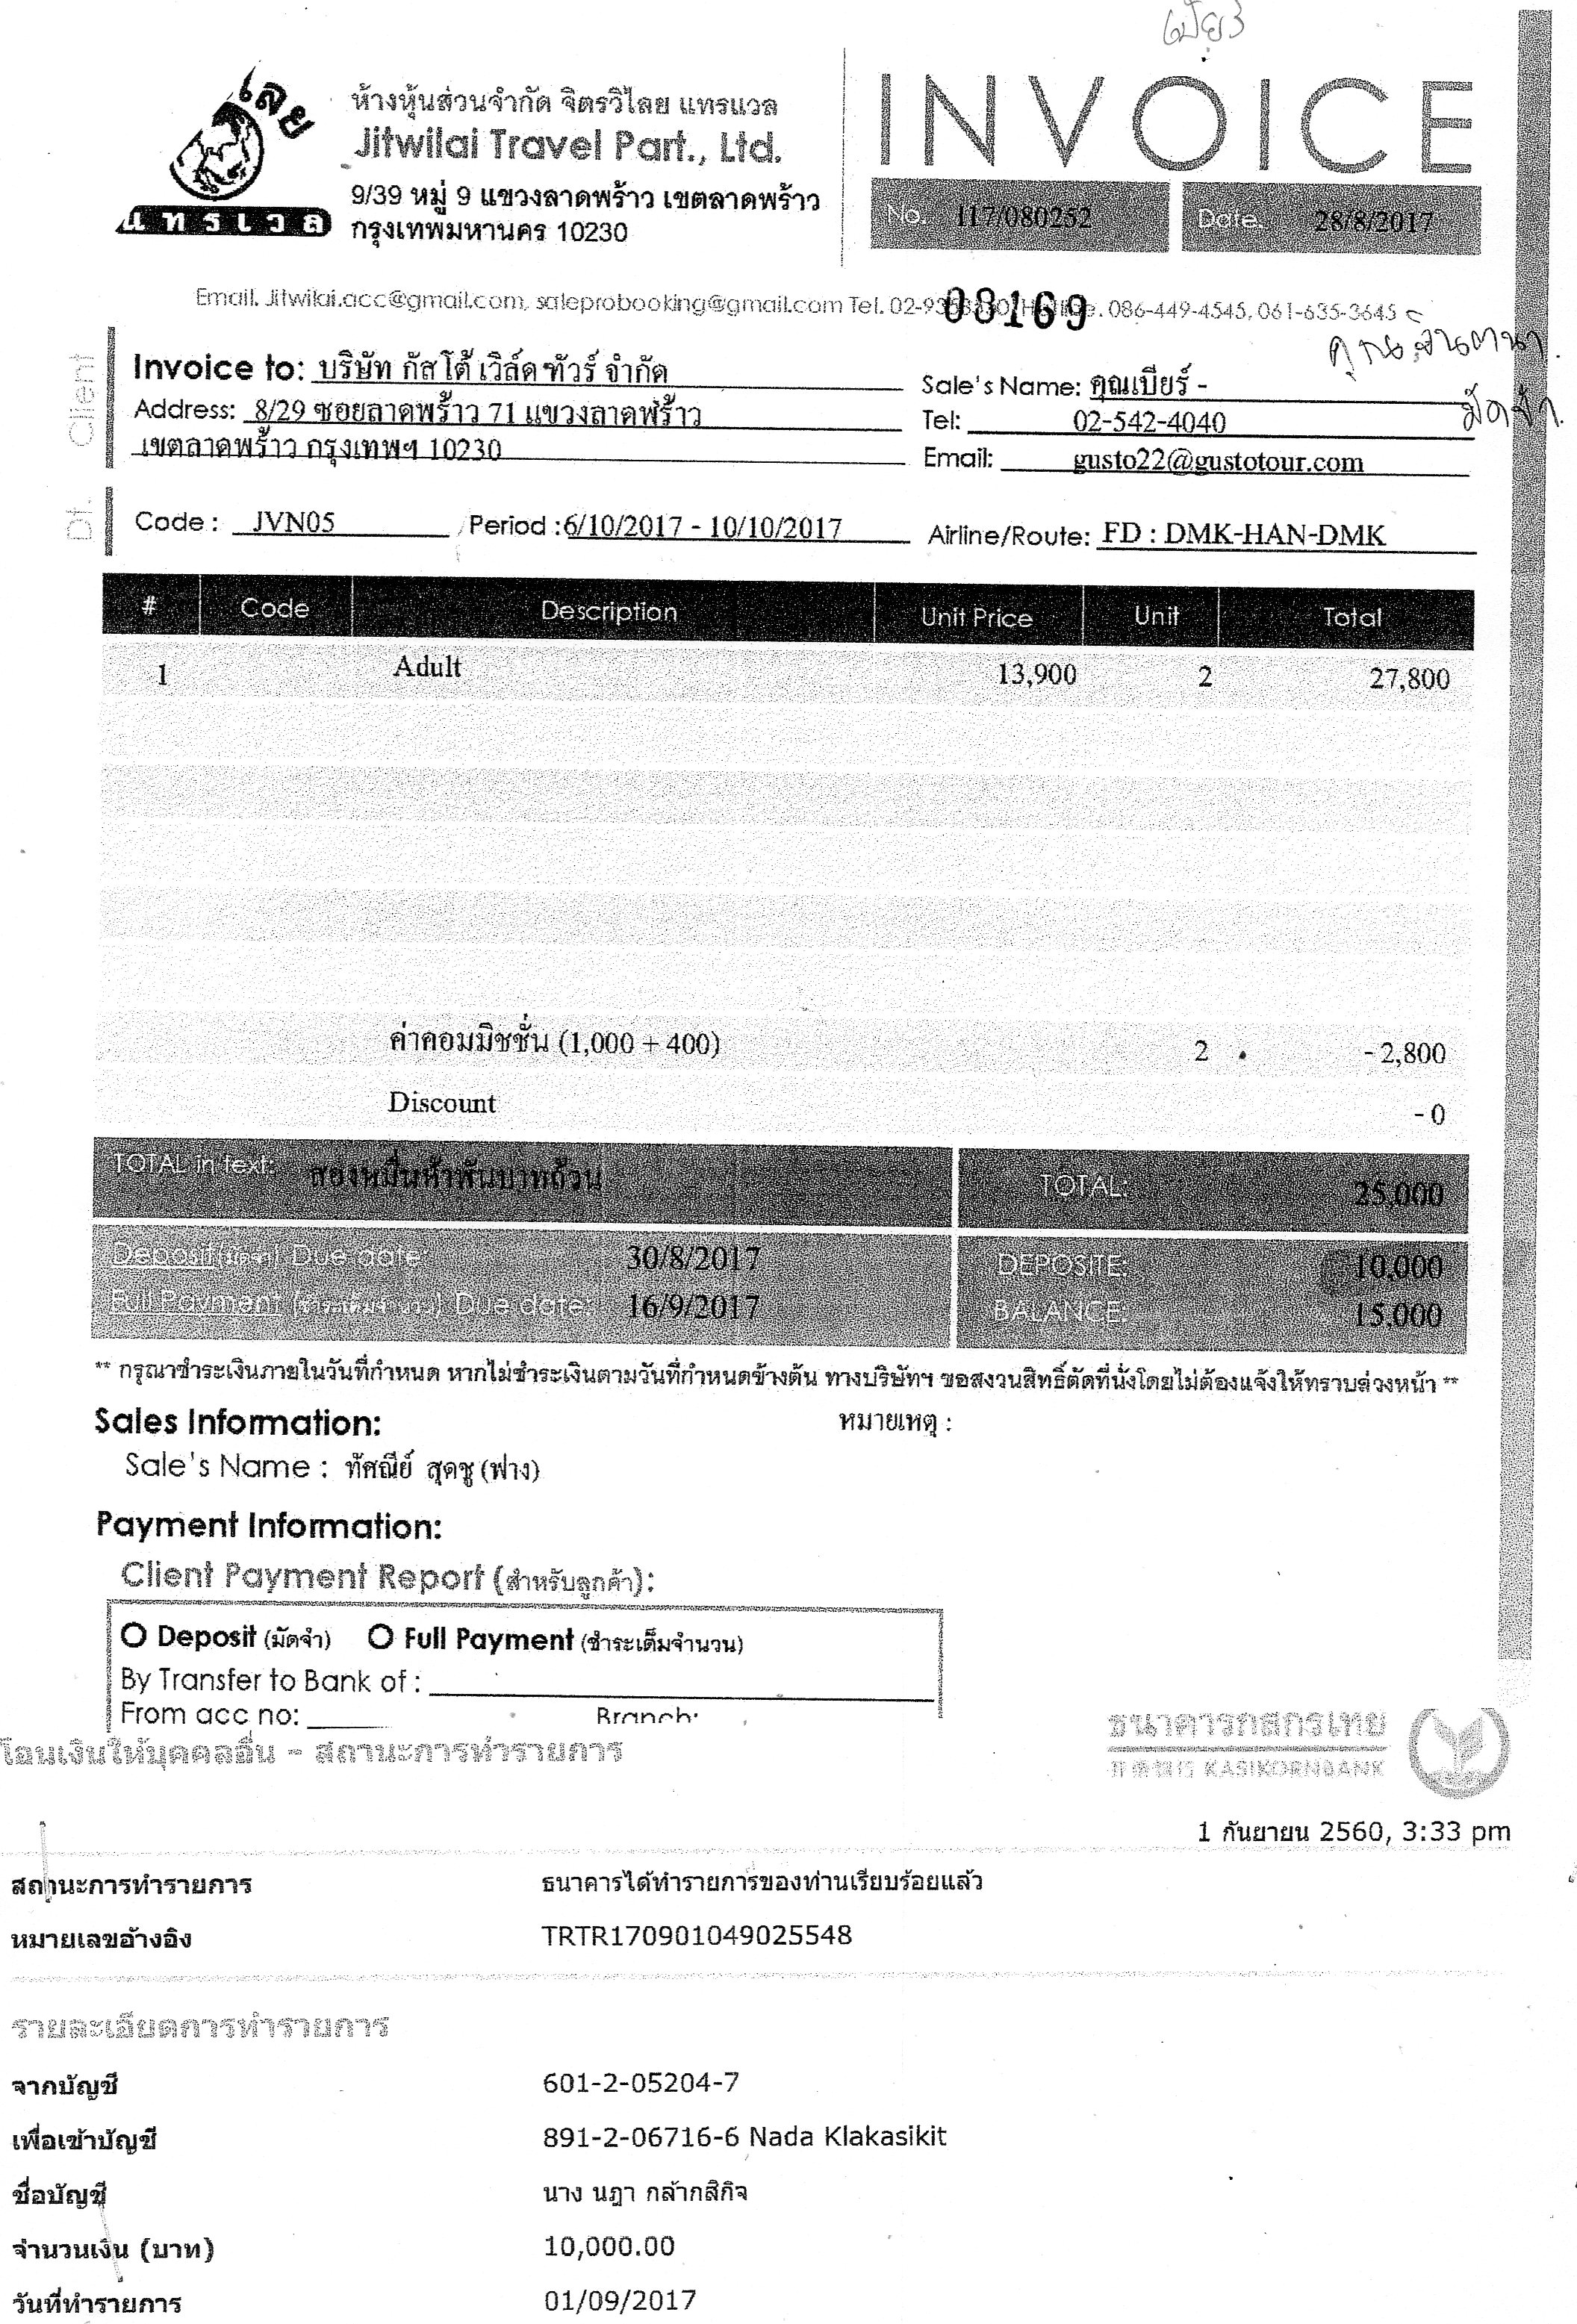 เบียร์
เลย
แทรเวล
ห้างหุ้นส่วนจำกัด จิตรวิไลย แทรแวล
Jitwilai Travel Part., Ltd.
9/39 หมู่ 9 แขวงลาดพร้าว เขตลาดพร้าว
กรุงเทพมหานคร 10230
INVOICE
No. 117/080252 Date. 28/8/2017
Email. Jitwilai.acc@gmail.com, saleprobooking@gmail.com Tel. 086-449-4545, 061-635-3645
08169
Client
Invoice to: บริษัท กัสโต้ เวิล์ด ทัวร์ จำกัด
Address: 8/29 ซอยลาดพร้าว 71 แขวงลาดพร้าว
เขตลาดพร้าว กรุงเทพฯ 10230
Sale's Name: คุณเบียร์ -
Tel: 02-542-4040
Email: gusto22@gustotour.com
คุณจินตนา
มัดจำ
Dt.
Code : JVN05 Period : 6/10/2017 - 10/10/2017 Airline/Route: FD : DMK-HAN-DMK
# Code Description Unit Price Unit Total
1 Adult 13,900 2 27,800
ค่าคอมมิชชั่น (1,000 + 400) 2 - 2,800
Discount - 0
TOTAL in text: สองหมื่นห้าพันบาทถ้วน TOTAL: 25,000
Deposit (มัดจำ) Due date: 30/8/2017 DEPOSITE: 10,000
Full Payment (ชำระเต็มจำนวน) Due date: 16/9/2017 BALANCE: 15,000
** กรุณาชำระเงินภายในวันที่กำหนด หากไม่ชำระเงินตามวันที่กำหนดข้างต้น ทางบริษัทฯ ขอสงวนสิทธิ์ตัดที่นั่งโดยไม่ต้องแจ้งให้ทราบล่วงหน้า **
Sales Information: หมายเหตุ :
Sale's Name : ทัศณีย์ สุดชู (ฟาง)
Payment Information:
Client Payment Report (สำหรับลูกค้า):
O Deposit (มัดจำ) O Full Payment (ชำระเต็มจำนวน)
By Transfer to Bank of :
From acc no: Branch:
โอนเงินให้บุคคลอื่น - สถานะการทำรายการ
ธนาคารกสิกรไทย
开泰银行 KASIKORNBANK
1 กันยายน 2560, 3:33 pm
สถานะการทำรายการ ธนาคารได้ทำรายการของท่านเรียบร้อยแล้ว
หมายเลขอ้างอิง TRTR170901049025548
รายละเอียดการทำรายการ
จากบัญชี 601-2-05204-7
เพื่อเข้าบัญชี 891-2-06716-6 Nada Klakasikit
ชื่อบัญชี นาง นฎา กล้ากสิกิจ
จำนวนเงิน (บาท) 10,000.00
วันที่ทำรายการ 01/09/2017